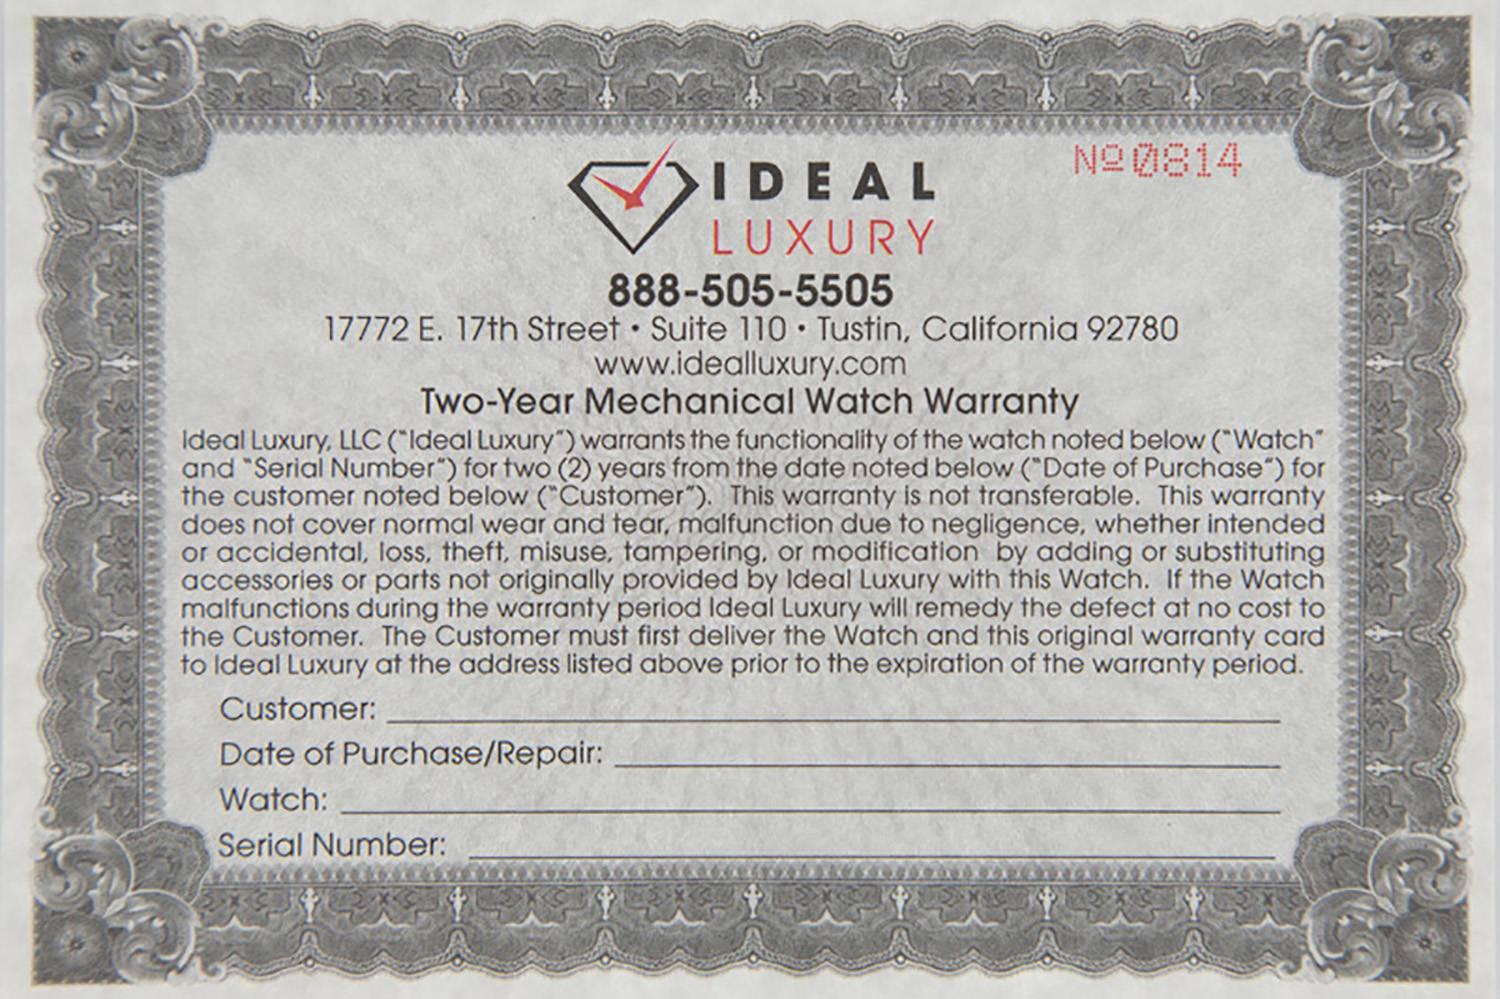 №0814
IDEAL
LUXURY
888-505-5505
17772 E. 17th Street • Suite 110 • Tustin, California 92780
www.idealluxury.com
Two-Year Mechanical Watch Warranty
Ideal Luxury, LLC ("Ideal Luxury") warrants the functionality of the watch noted below ("Watch"
and "Serial Number") for two (2) years from the date noted below ("Date of Purchase") for
the customer noted below ("Customer"). This warranty is not transferable. This warranty
does not cover normal wear and tear, malfunction due to negligence, whether intended
or accidental, loss, theft, misuse, tampering, or modification by adding or substituting
accessories or parts not originally provided by Ideal Luxury with this Watch. If the Watch
malfunctions during the warranty period Ideal Luxury will remedy the defect at no cost to
the Customer. The Customer must first deliver the Watch and this original warranty card
to Ideal Luxury at the address listed above prior to the expiration of the warranty period.
Customer:
Date of Purchase/Repair:
Watch:
Serial Number: